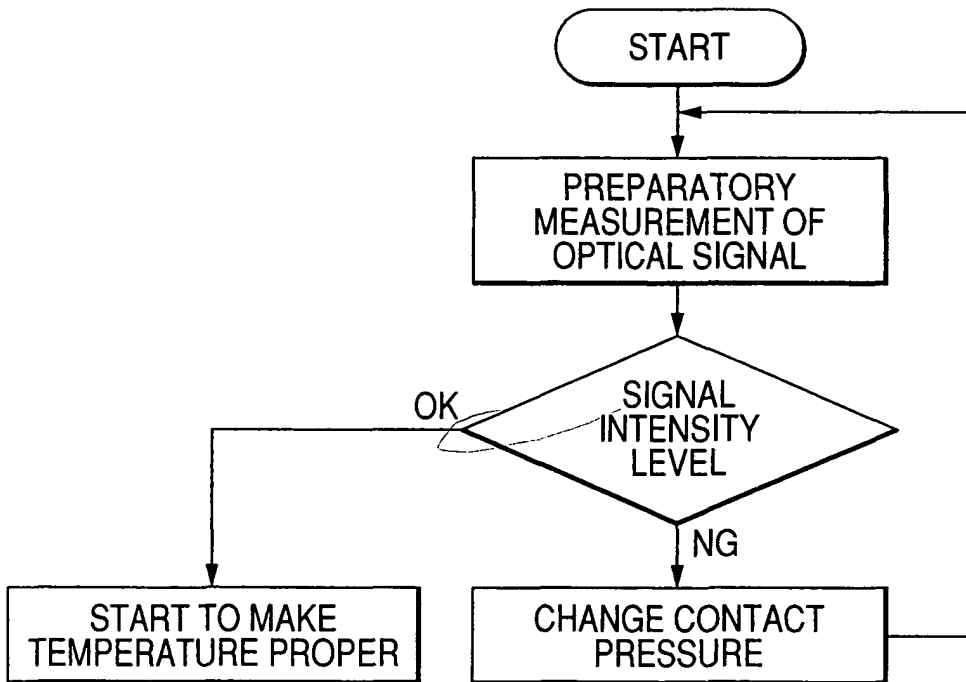 START
PREPARATORY
MEASUREMENT OF
OPTICAL SIGNAL
SIGNAL
INTENSITY
LEVEL
OK
NG
START TO MAKE
TEMPERATURE PROPER
CHANGE CONTACT
PRESSURE